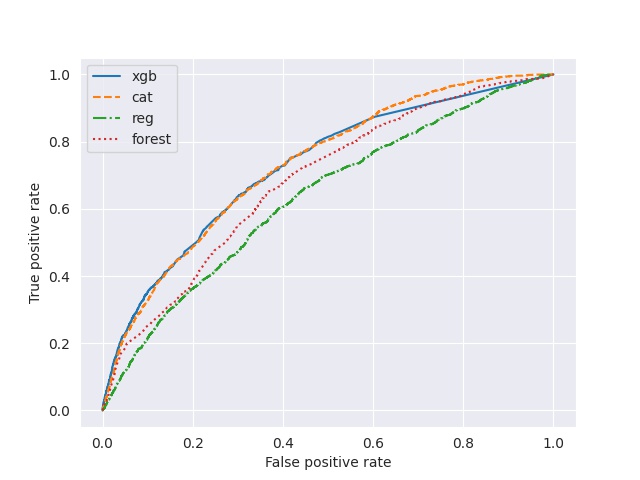 1.0
0.8
0.6
0.4
0.2
0.0
True positive rate
xgb
cat
reg
forest
0.0 0.2 0.4 0.6 0.8 1.0
False positive rate